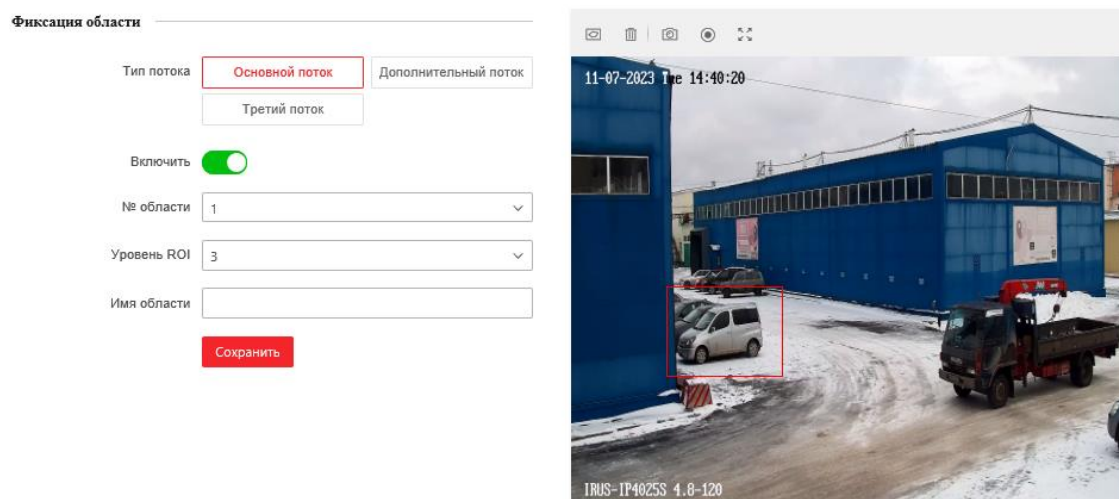 Фиксация области
Тип потока
Основной поток
Дополнительный поток
Третий поток
Включить
№ области
1
Уровень ROI
3
Имя области
Сохранить
11-07-2023 Tue 14:40:20
IRUS-IP4025S 4.8-120